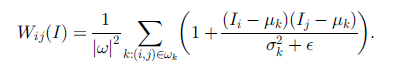 W_{ij}(I) = \frac{1}{|\omega|^2} \sum_{k:(i,j)\in\omega_k} \left( 1 + \frac{(I_i - \mu_k)(I_j - \mu_k)}{\sigma_k^2 + \epsilon} \right).